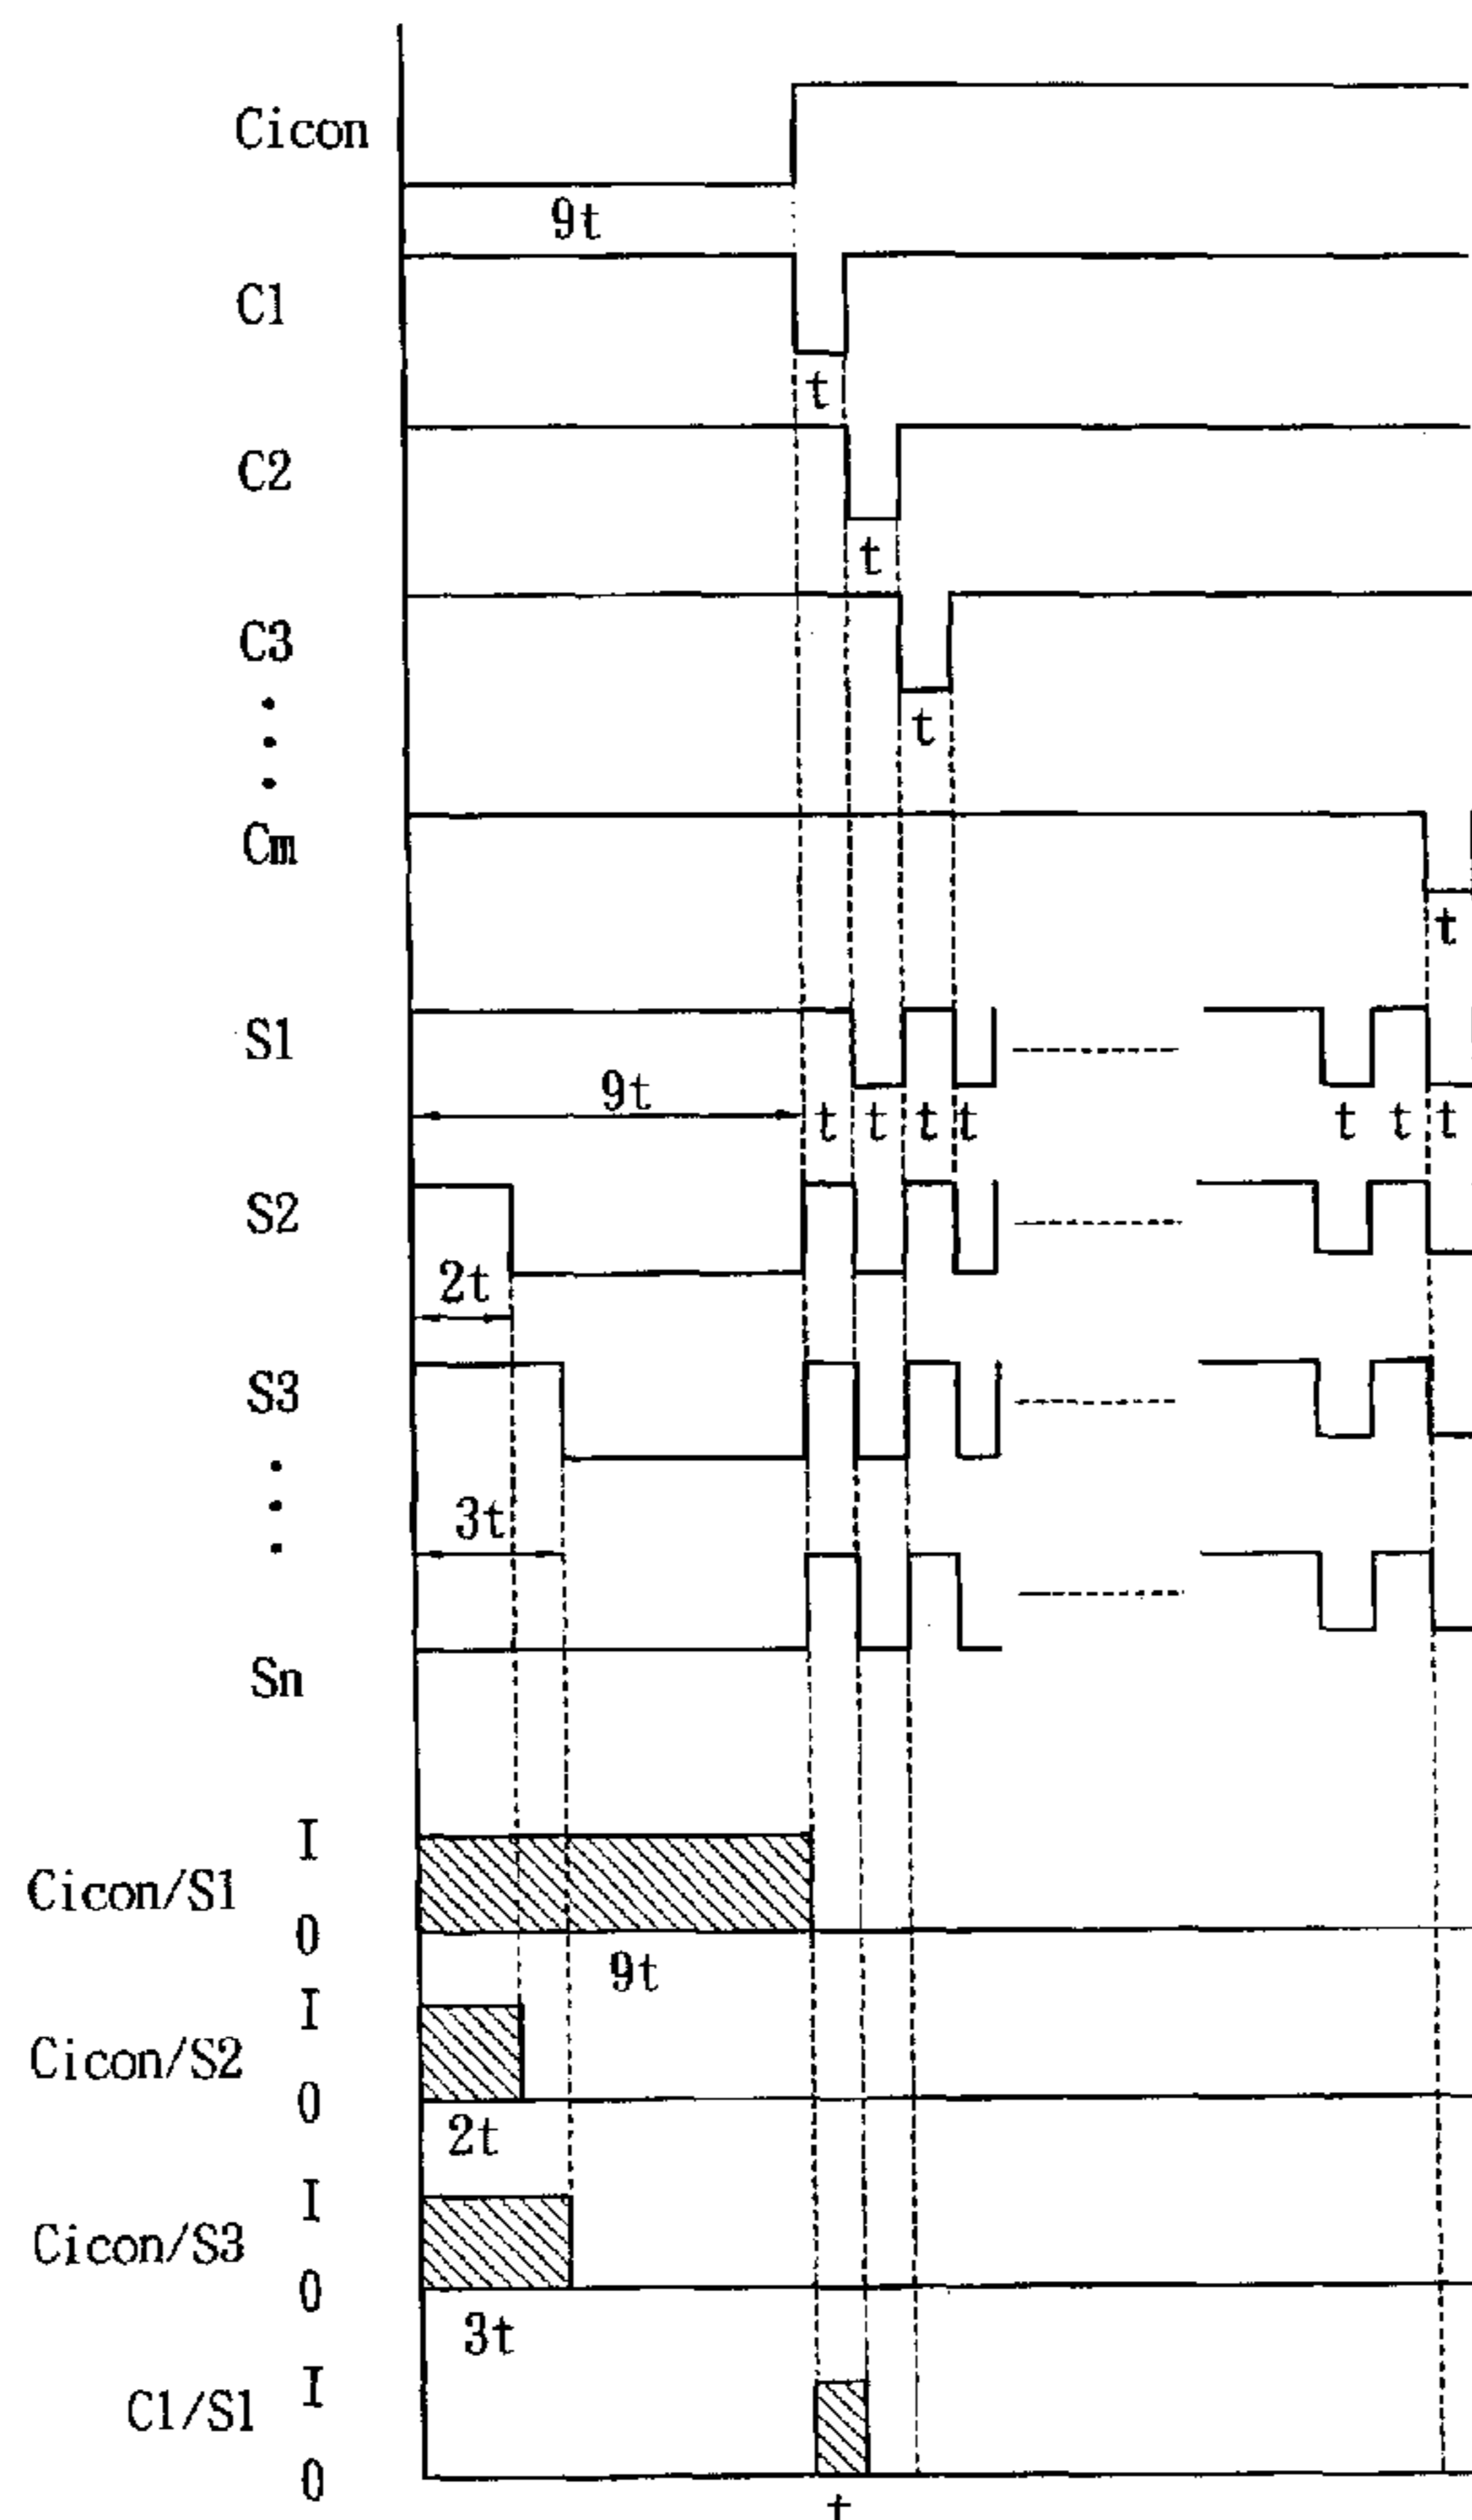 Cicon
9t
C1
t
C2
t
C3
t
Cm
t
S1
9t t t t t t t t
S2
2t
S3
3t
Sn
I
Cicon/S1
0
9t
I
Cicon/S2
0
2t
I
Cicon/S3
0
3t
I
C1/S1
0
t